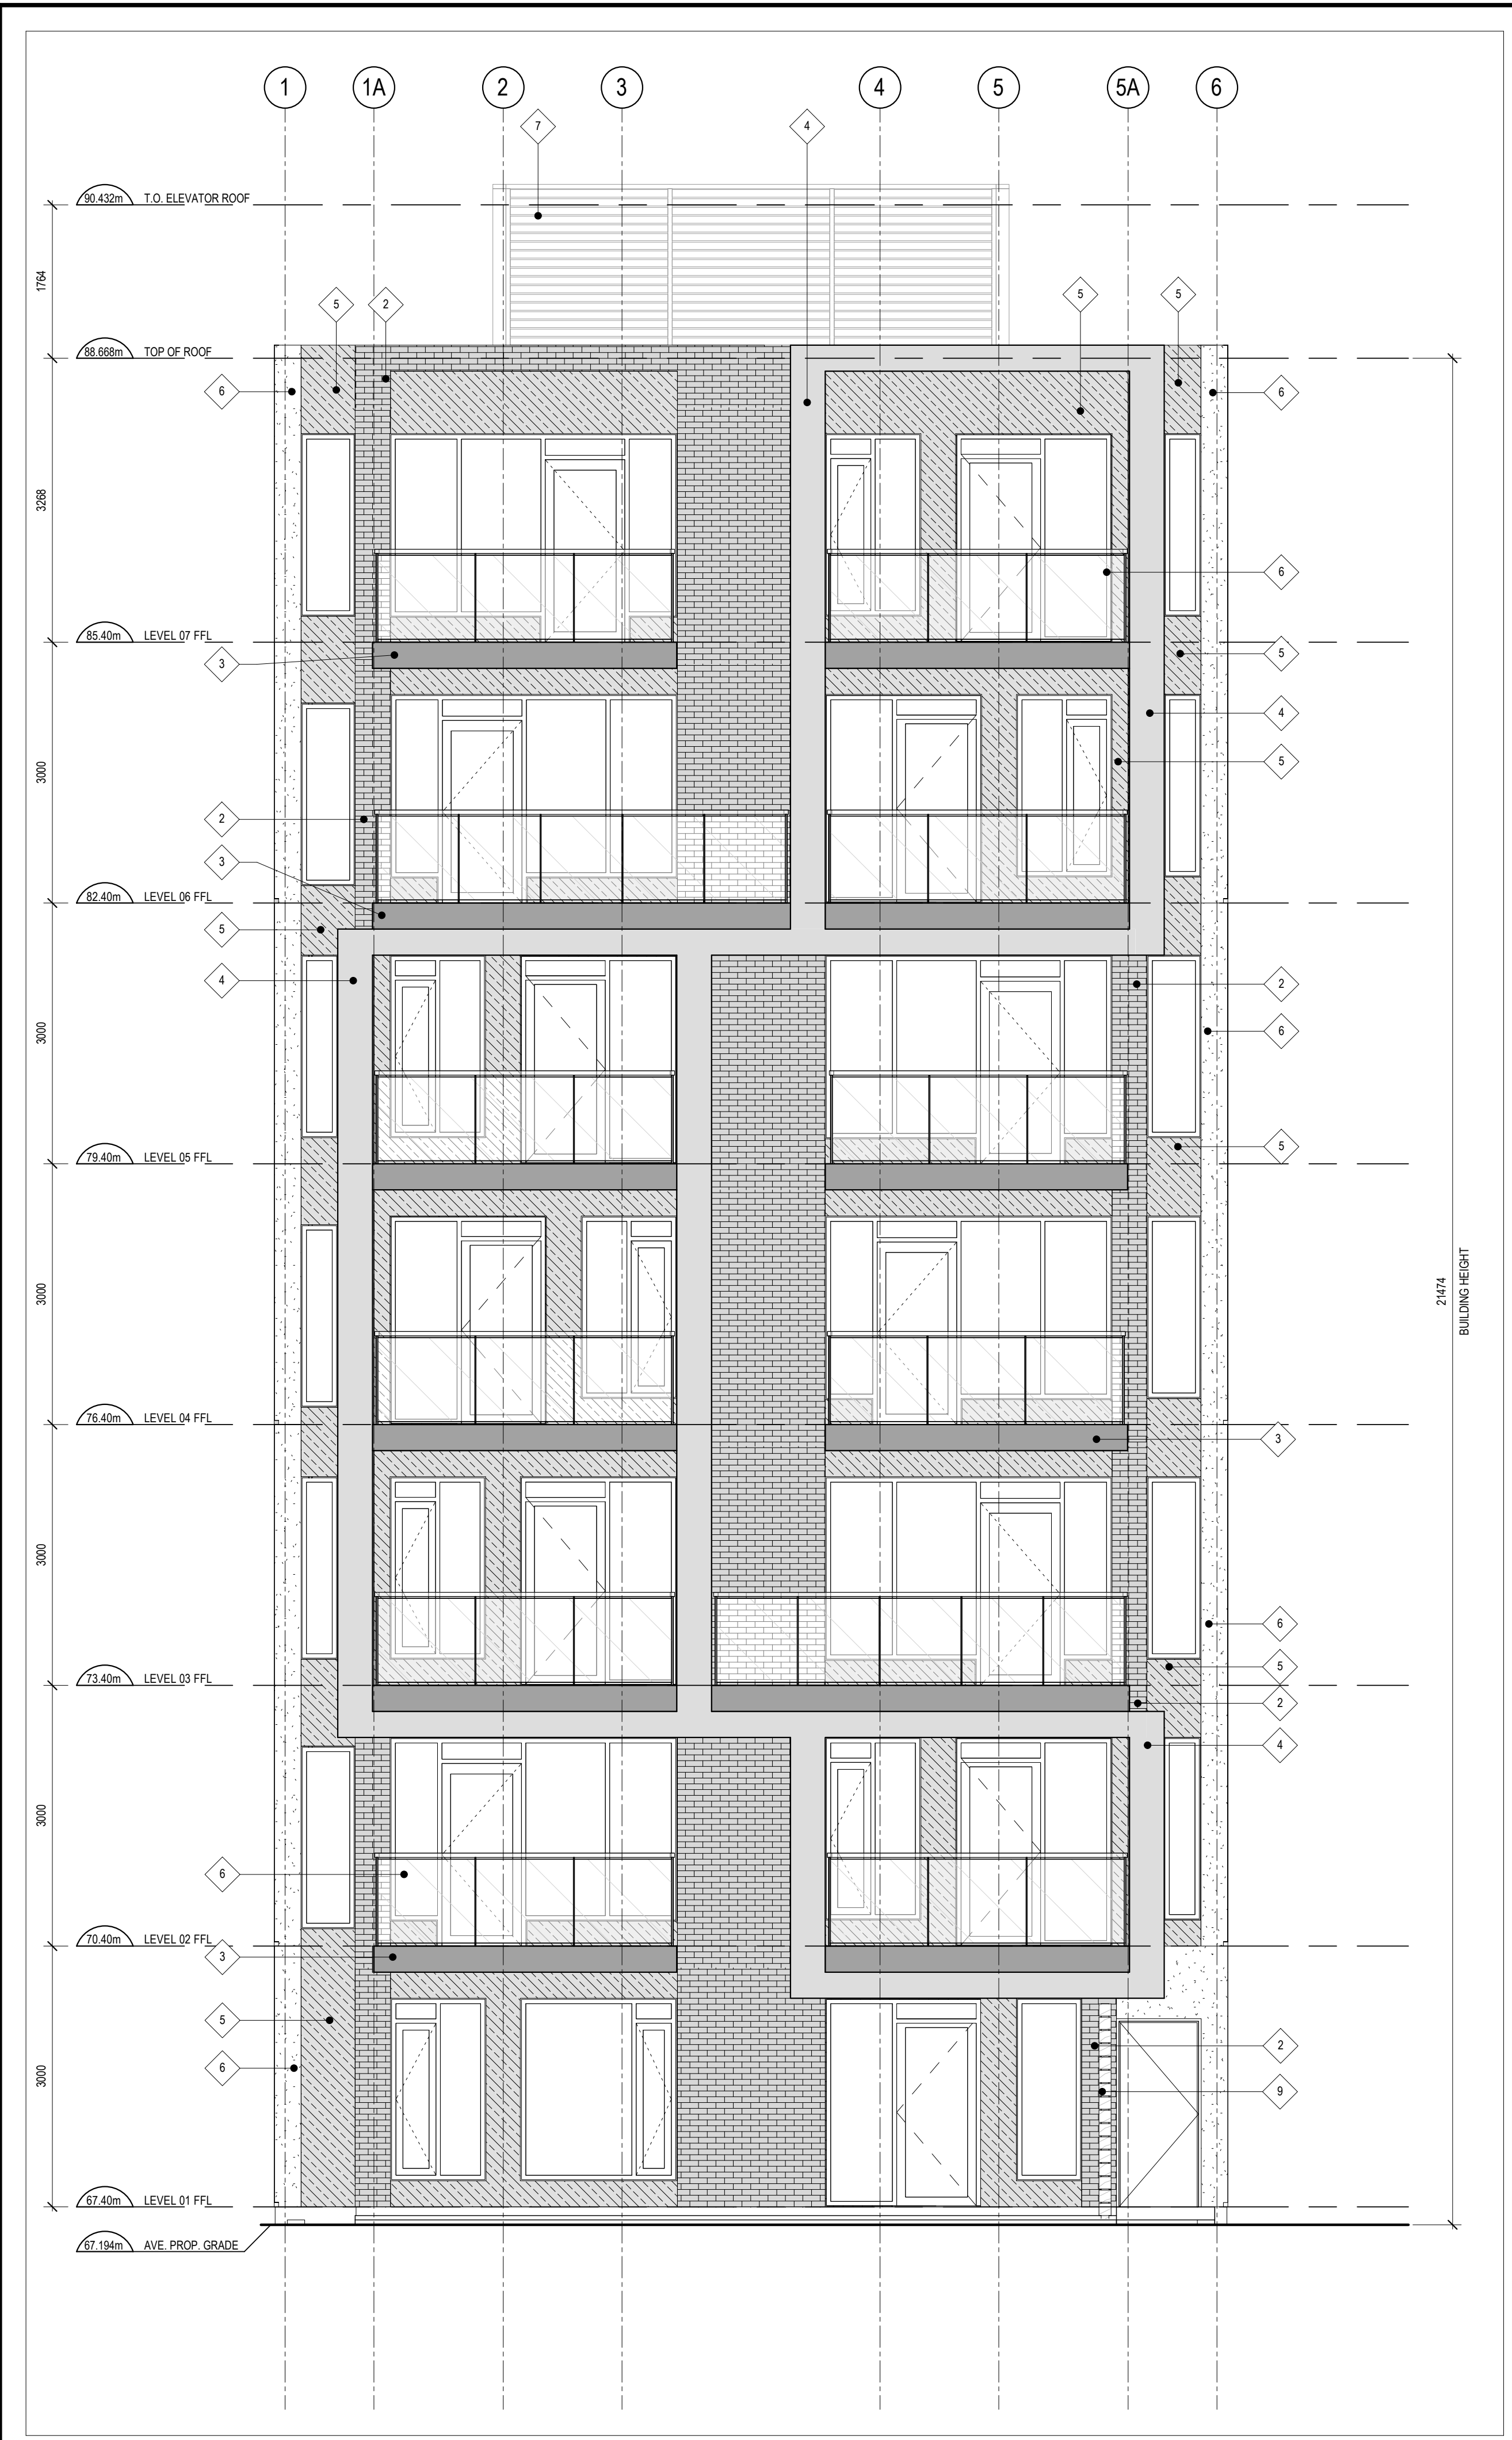 1 1A 2 3 4 5 5A 6
7 4
90.432m T.O. ELEVATOR ROOF
1764
5 2 5 5
88.668m TOP OF ROOF
6 6
3268
6
85.40m LEVEL 07 FFL
3 5
4
5
3000
2
3
82.40m LEVEL 06 FFL
5
4 2
6
3000
5
79.40m LEVEL 05 FFL
3000
21474
BUILDING HEIGHT
76.40m LEVEL 04 FFL
3
3000
6
5
73.40m LEVEL 03 FFL
2
4
3000
6
70.40m LEVEL 02 FFL
3
5
2
6
9
3000
67.40m LEVEL 01 FFL
67.194m AVE. PROP. GRADE